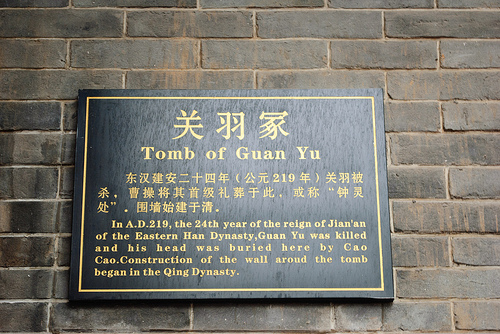 关羽冢
Tomb of Guan Yu
东汉建安二十四年（公元219年）关羽被
杀，曹操将其首级礼葬于此，或称“钟灵
处”。围墙始建于清。
In A.D.219, the 24th year of the reign of Jian'an
of the Eastern Han Dynasty,Guan Yu was killed
and his head was buried here by Cao
Cao.Construction of the wall aroud the tomb
began in the Qing Dynasty.